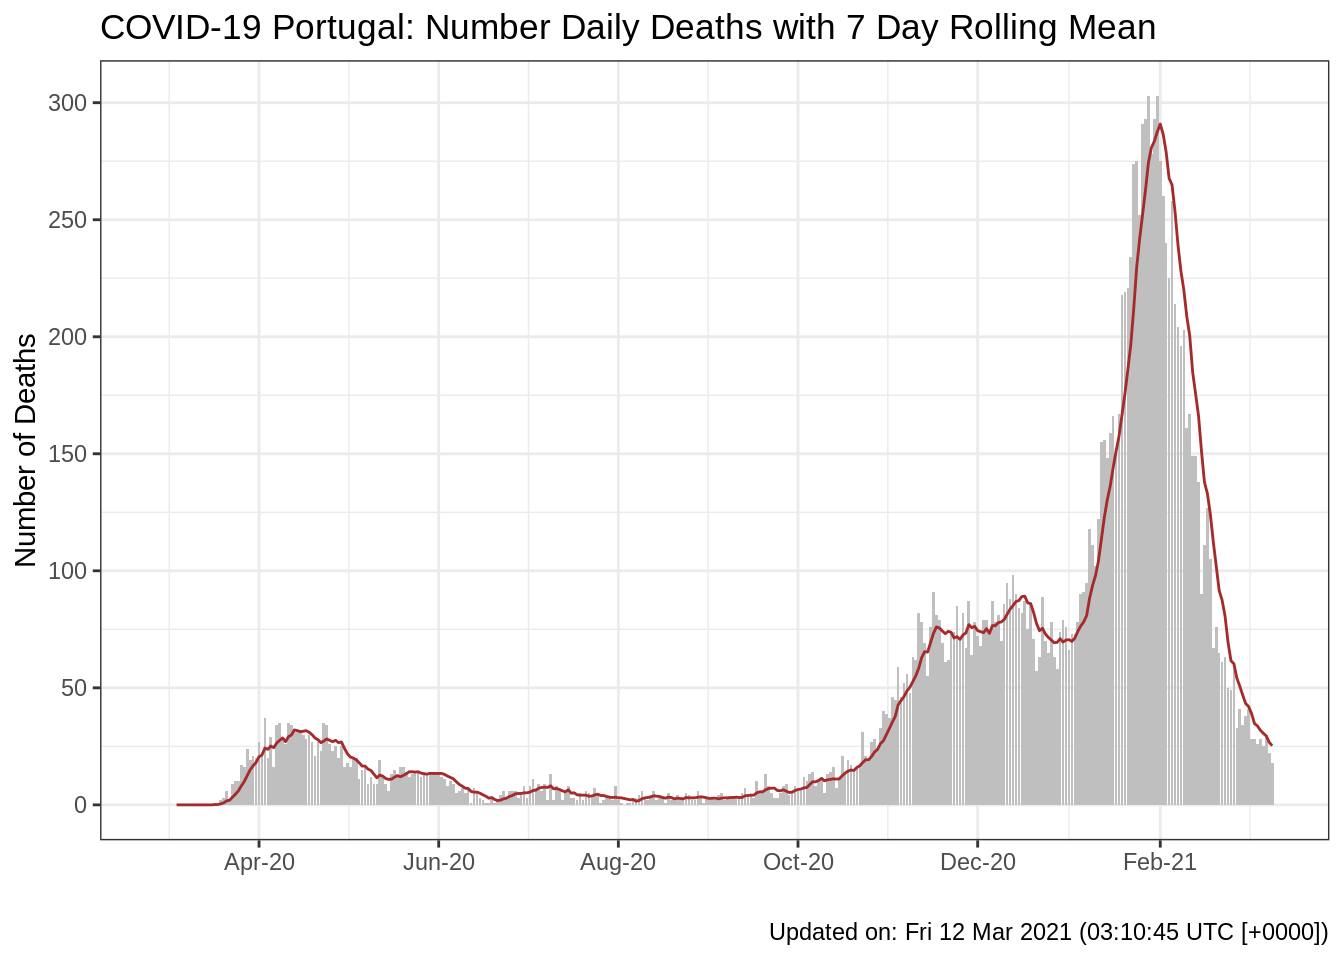 COVID-19 Portugal: Number Daily Deaths with 7 Day Rolling Mean
Number of Deaths
300
250
200
150
100
50
0
Apr-20
Jun-20
Aug-20
Oct-20
Dec-20
Feb-21
Updated on: Fri 12 Mar 2021 (03:10:45 UTC [+0000])